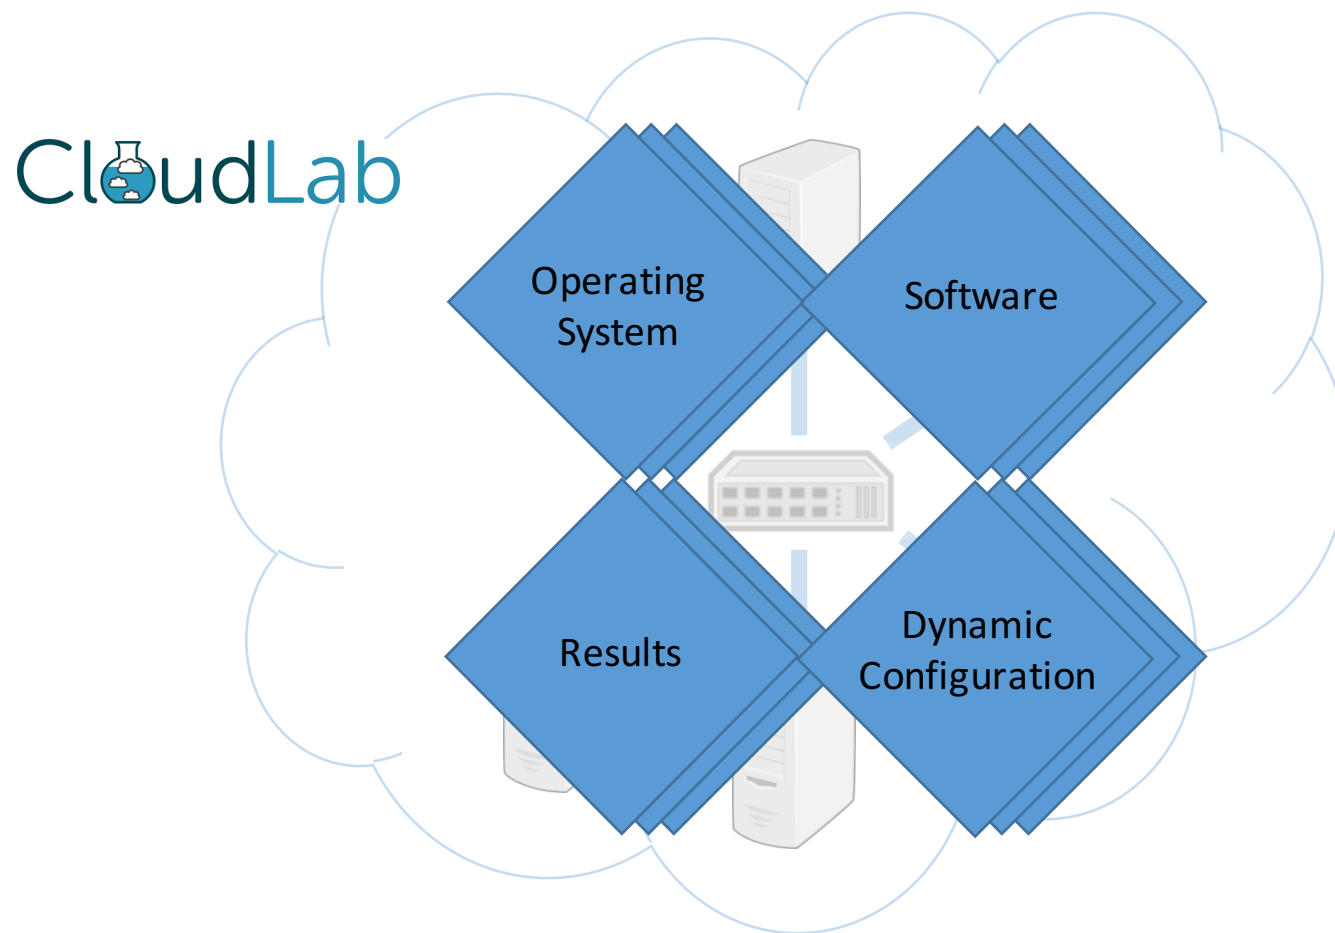 CloudLab
Operating
System
Software
Results
Dynamic
Configuration